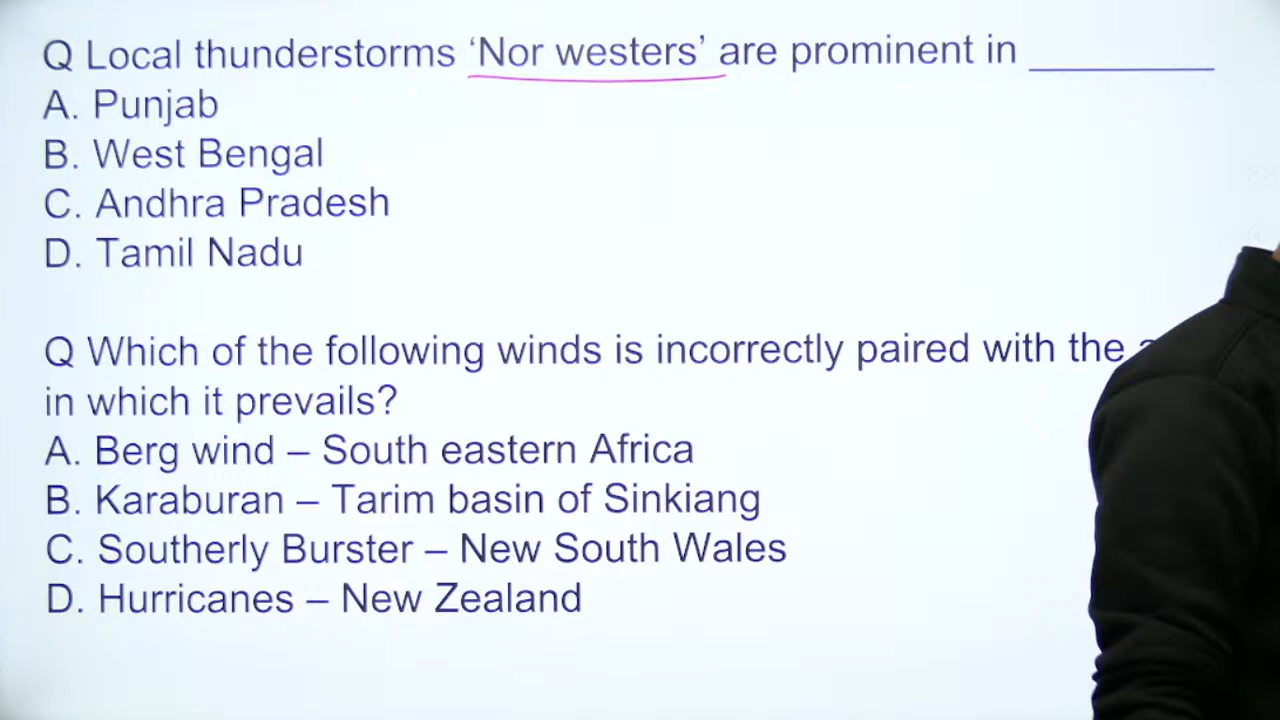 Q Local thunderstorms ‘Nor westers’ are prominent in ________
A. Punjab
B. West Bengal
C. Andhra Pradesh
D. Tamil Nadu
Q Which of the following winds is incorrectly paired with the
in which it prevails?
A. Berg wind – South eastern Africa
B. Karaburan – Tarim basin of Sinkiang
C. Southerly Burster – New South Wales
D. Hurricanes – New Zealand